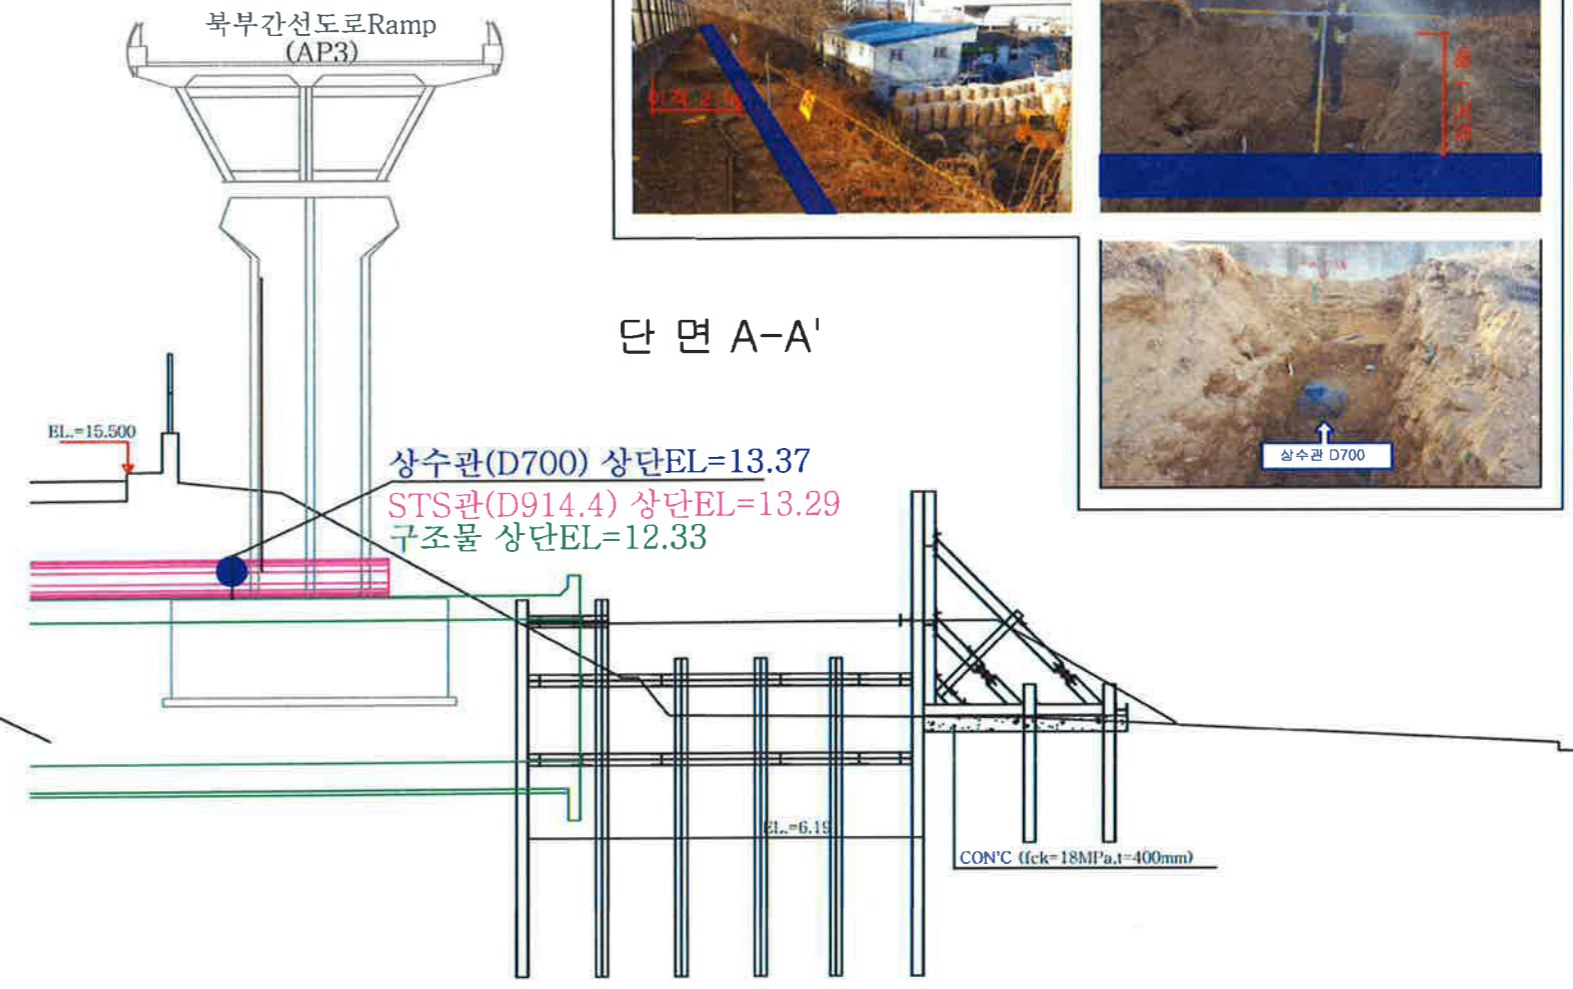 북부간선도로Ramp
(AP3)
단 면 A-A'
EL.=15.500
상수관(D700) 상단EL=13.37
STS관(D914.4) 상단EL=13.29
구조물 상단EL=12.33
상수관 D700
EL.=6.19
CON'C (fck=18MPa,t=400mm)